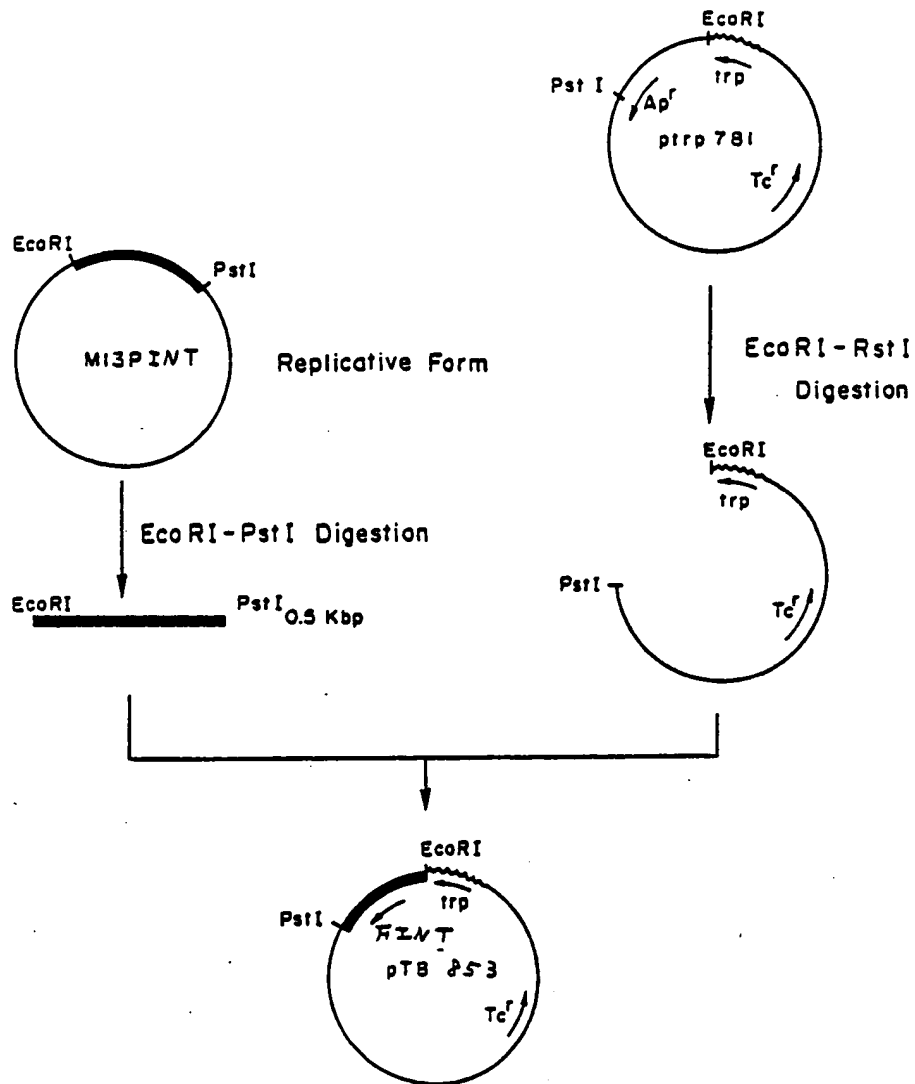 EcoRI
trp
Pst I
Ap^r
ptrp 781
Tc^r
EcoRI
PstI
M13PINT
Replicative Form
EcoRI-RstI
Digestion
EcoRI
trp
EcoRI-PstI Digestion
PstI
EcoRI
PstI
0.5 Kbp
Tc^r
EcoRI
trp
PstI
pTB 853
Tc^r